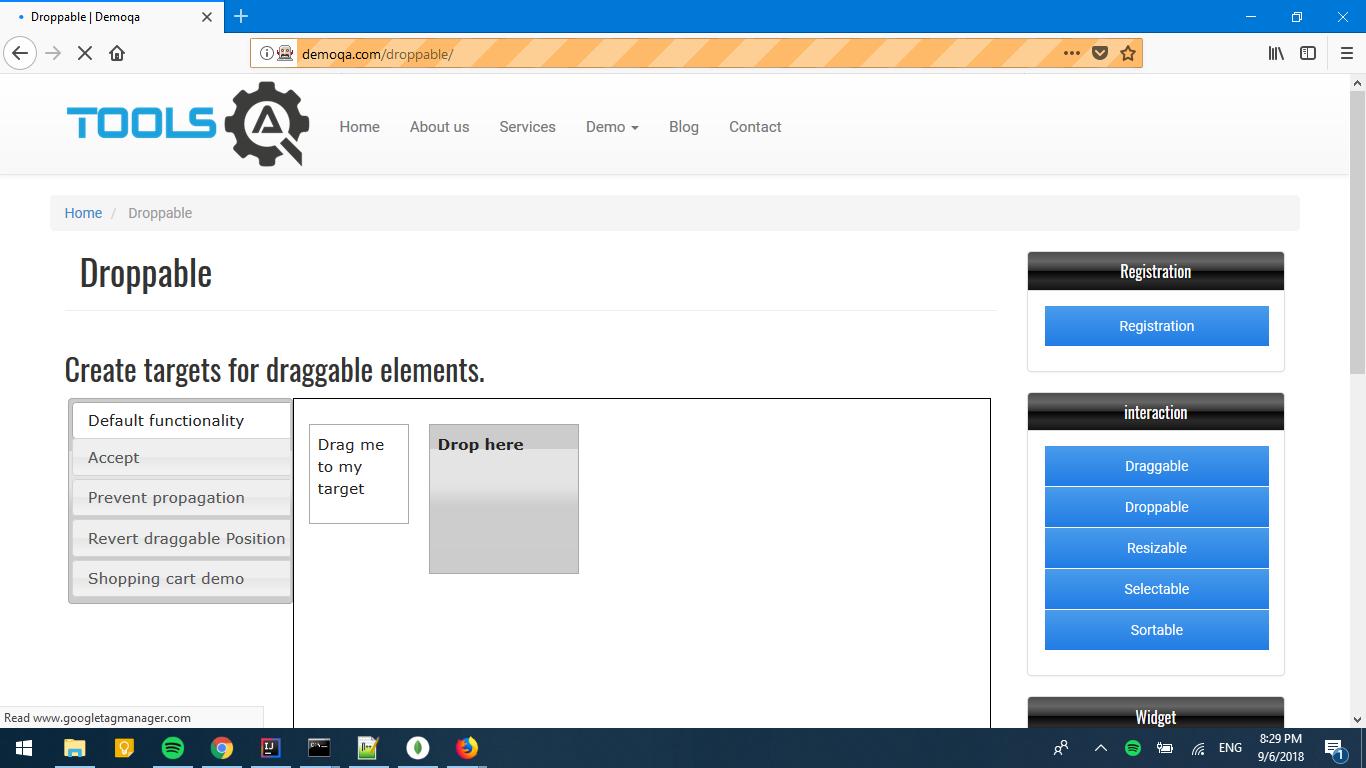 Droppable | Demoqa
demoqa.com/droppable/
TOOLS QA
Home
About us
Services
Demo
Blog
Contact
Home / Droppable
Droppable
Create targets for draggable elements.
Default functionality
Accept
Prevent propagation
Revert draggable Position
Shopping cart demo
Drag me
to my
target
Drop here
Registration
Registration
interaction
Draggable
Droppable
Resizable
Selectable
Sortable
Widget
Read www.googletagmanager.com
ENG
8:29 PM
9/6/2018
1